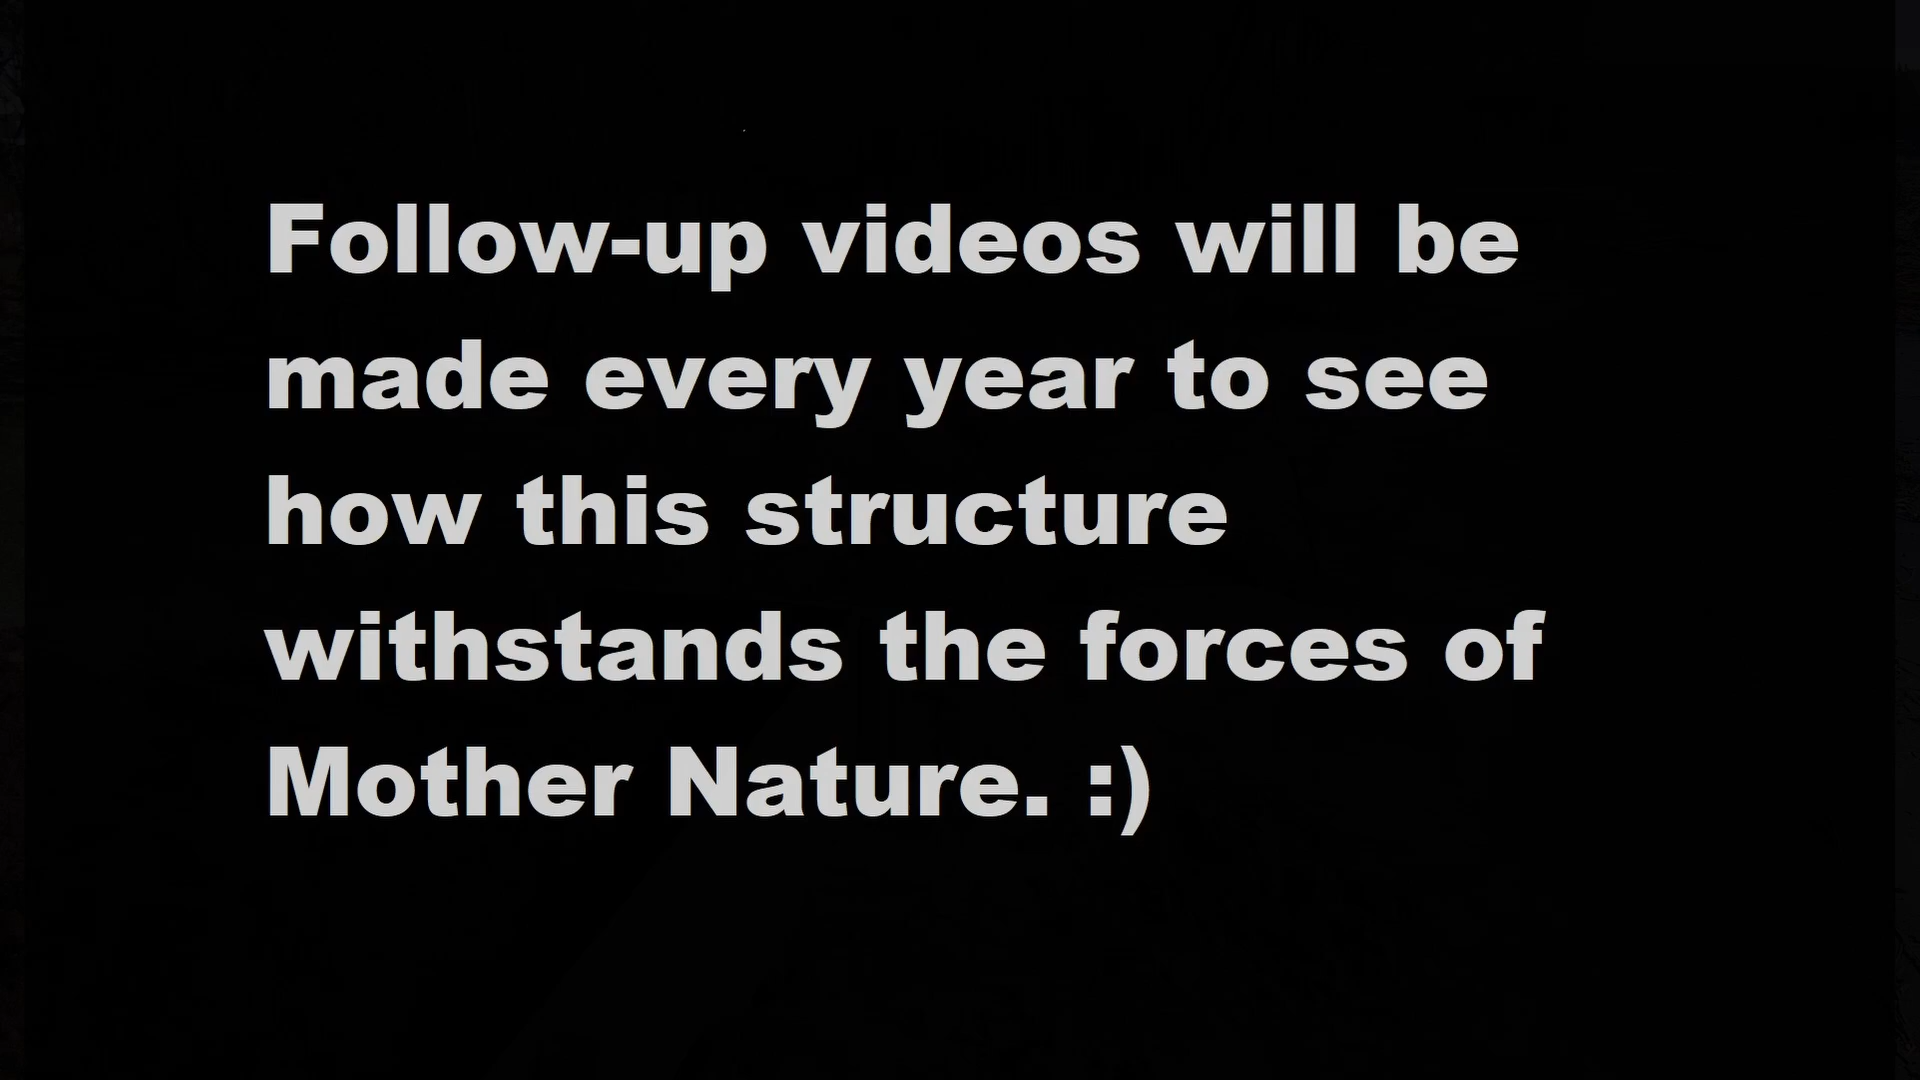 Follow-up videos will be
made every year to see
how this structure
withstands the forces of
Mother Nature. :)